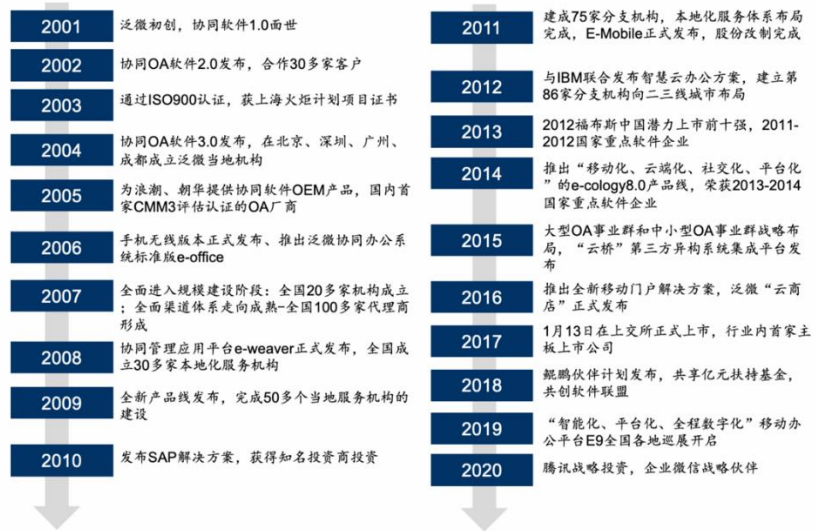 2001
泛微初创，协同软件1.0面世
2002
协同OA软件2.0发布，合作30多家客户
2003
通过ISO900认证，获上海火炬计划项目证书
2004
协同OA软件3.0发布，在北京、深圳、广州、
成都成立泛微当地机构
2005
为浪潮、朝华提供协同软件OEM产品，国内首
家CMM3评估认证的OA厂商
2006
手机无线版本正式发布、推出泛微协同办公系
统标准版e-office
2007
全面进入规模建设阶段：全国20多家机构成立
；全面渠道体系走向成熟-全国100多家代理商
形成
2008
协同管理应用平台e-weaver正式发布，全国成
立30多家本地化服务机构
2009
全新产品线发布，完成50多个当地服务机构的
建设
2010
发布SAP解决方案，获得知名投资商投资
2011
建成75家分支机构，本地化服务体系布局
完成，E-Mobile正式发布，股份改制完成
2012
与IBM联合发布智慧云办公方案，建立第
86家分支机构向二三线城市布局
2013
2012福布斯中国潜力上市前十强，2011-
2012国家重点软件企业
2014
推出“移动化、云端化、社交化、平台化
”的e-cology8.0产品线，荣获2013-2014
国家重点软件企业
2015
大型OA事业群和中小型OA事业群战略布
局，“云桥”第三方异构系统集成平台发
布
2016
推出全新移动门户解决方案，泛微“云商
店”正式发布
2017
1月13日在上交所正式上市，行业内首家主
板上市公司
2018
鲲鹏伙伴计划发布，共享亿元扶持基金，
共创软件联盟
2019
“智能化、平台化、全程数字化”移动办
公平台E9全国各地巡展开启
2020
腾讯战略投资，企业微信战略伙伴